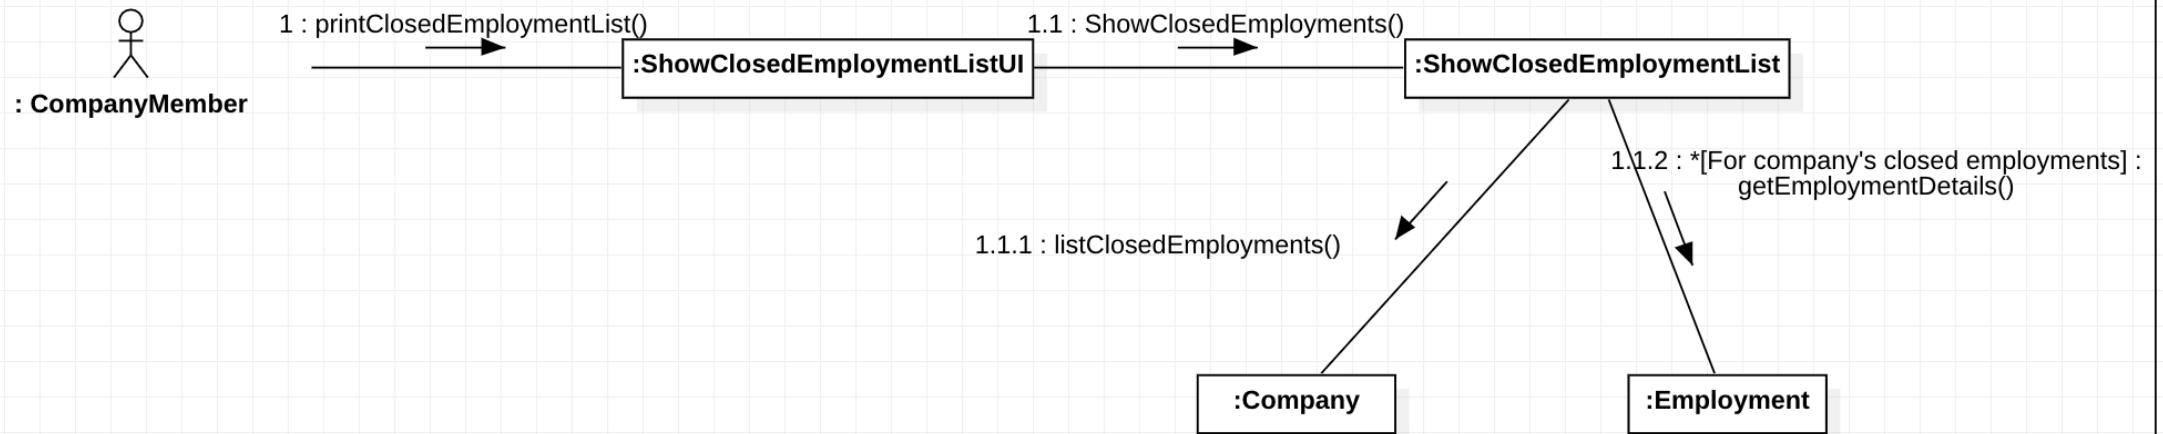 1 : printClosedEmploymentList()
1.1 : ShowClosedEmployments()
:ShowClosedEmploymentListUI
:ShowClosedEmploymentList
: CompanyMember
1.1.2 : *[For company's closed employments] :
getEmploymentDetails()
1.1.1 : listClosedEmployments()
:Company
:Employment